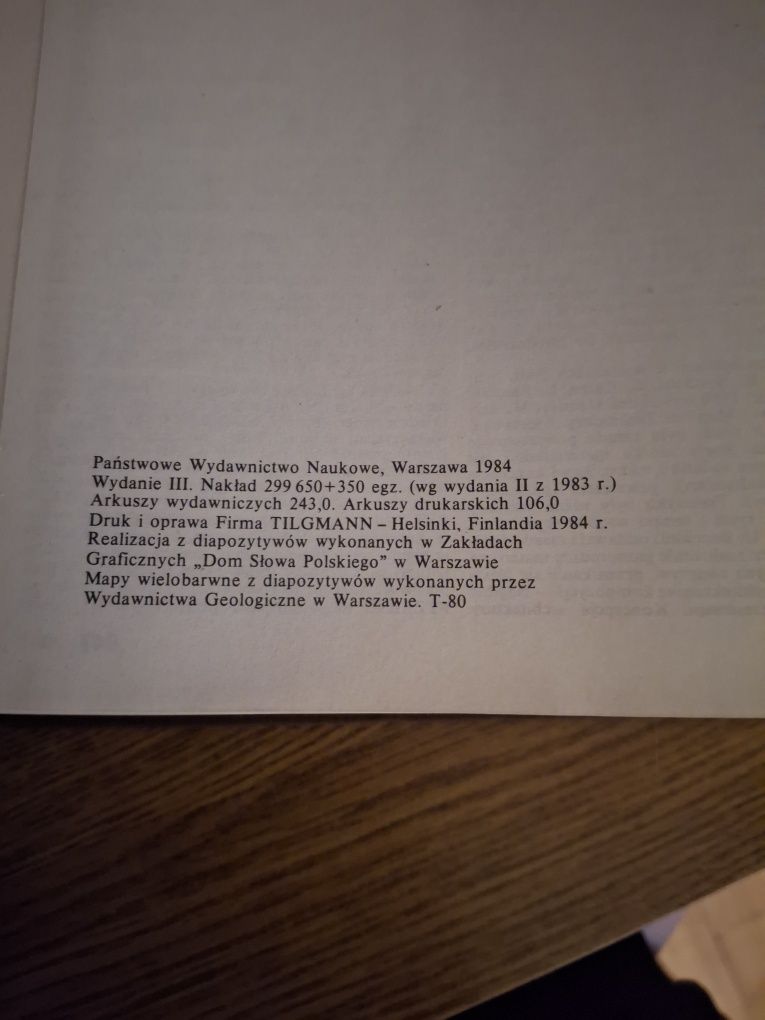 Państwowe Wydawnictwo Naukowe, Warszawa 1984
Wydanie III. Nakład 299 650+350 egz. (wg wydania II z 1983 r.)
Arkuszy wydawniczych 243,0. Arkuszy drukarskich 106,0
Druk i oprawa Firma TILGMANN – Helsinki, Finlandia 1984 r.
Realizacja z diapozytywów wykonanych w Zakładach
Graficznych „Dom Słowa Polskiego” w Warszawie
Mapy wielobarwne z diapozytywów wykonanych przez
Wydawnictwa Geologiczne w Warszawie. T-80